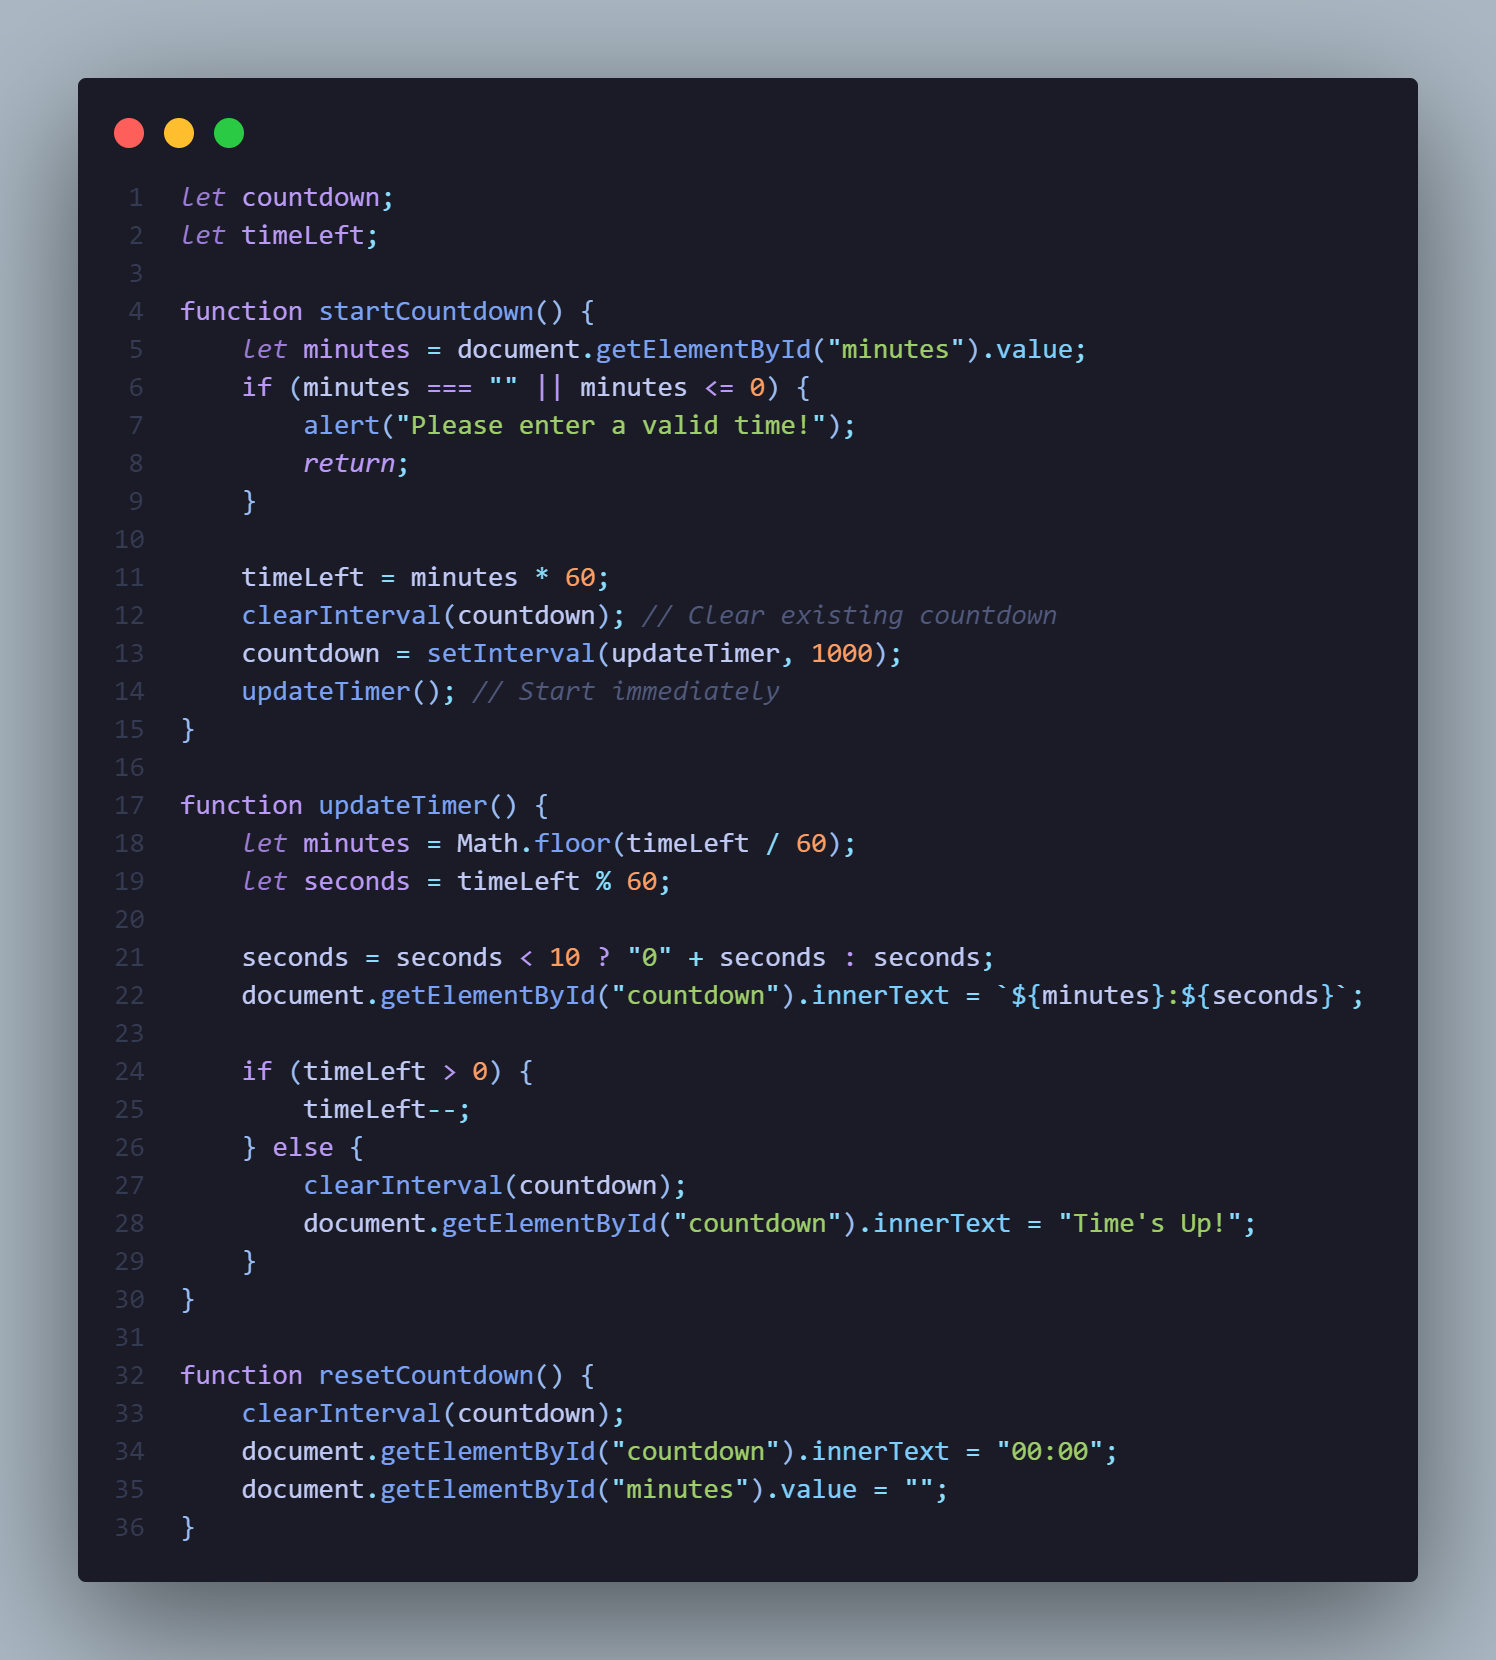 1 let countdown;
2 let timeLeft;
3
4 function startCountdown() {
5     let minutes = document.getElementById("minutes").value;
6     if (minutes === "" || minutes <= 0) {
7         alert("Please enter a valid time!");
8         return;
9     }
10
11     timeLeft = minutes * 60;
12     clearInterval(countdown); // Clear existing countdown
13     countdown = setInterval(updateTimer, 1000);
14     updateTimer(); // Start immediately
15 }
16
17 function updateTimer() {
18     let minutes = Math.floor(timeLeft / 60);
19     let seconds = timeLeft % 60;
20
21     seconds = seconds < 10 ? "0" + seconds : seconds;
22     document.getElementById("countdown").innerText = `${minutes}:${seconds}`;
23
24     if (timeLeft > 0) {
25         timeLeft--;
26     } else {
27         clearInterval(countdown);
28         document.getElementById("countdown").innerText = "Time's Up!";
29     }
30 }
31
32 function resetCountdown() {
33     clearInterval(countdown);
34     document.getElementById("countdown").innerText = "00:00";
35     document.getElementById("minutes").value = "";
36 }